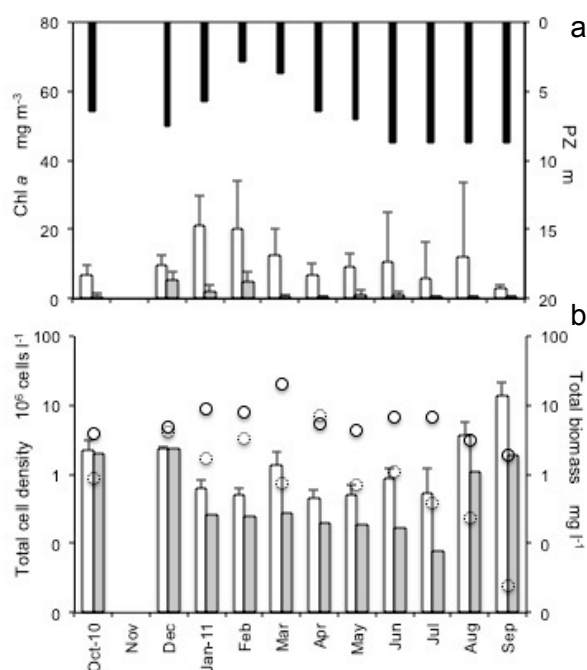 a
80
60
40
20
0
Chl a mg m-3
0
5
10
15
20
PZ m
b
100
10
1
0
0
Total cell density 10⁶ cells l-1
100
10
1
0
0
Total biomass mg l-1
Oct-10
Nov
Dec
Jan-11
Feb
Mar
Apr
May
Jun
Jul
Aug
Sep